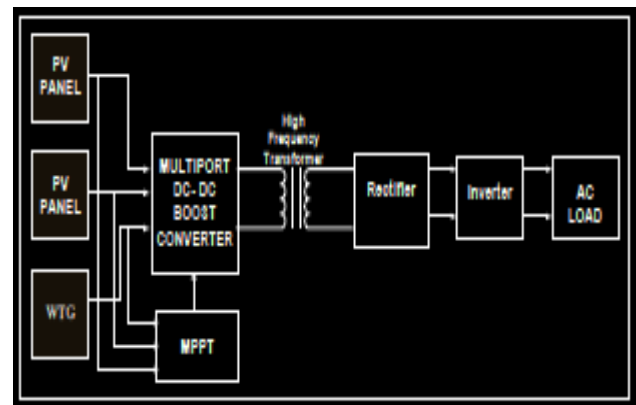 PV
PANEL
PV
PANEL
WTG
MULTIPORT
DC- DC
BOOST
CONVERTER
MPPT
High
Frequency
Transformer
Rectifier
Inverter
AC
LOAD